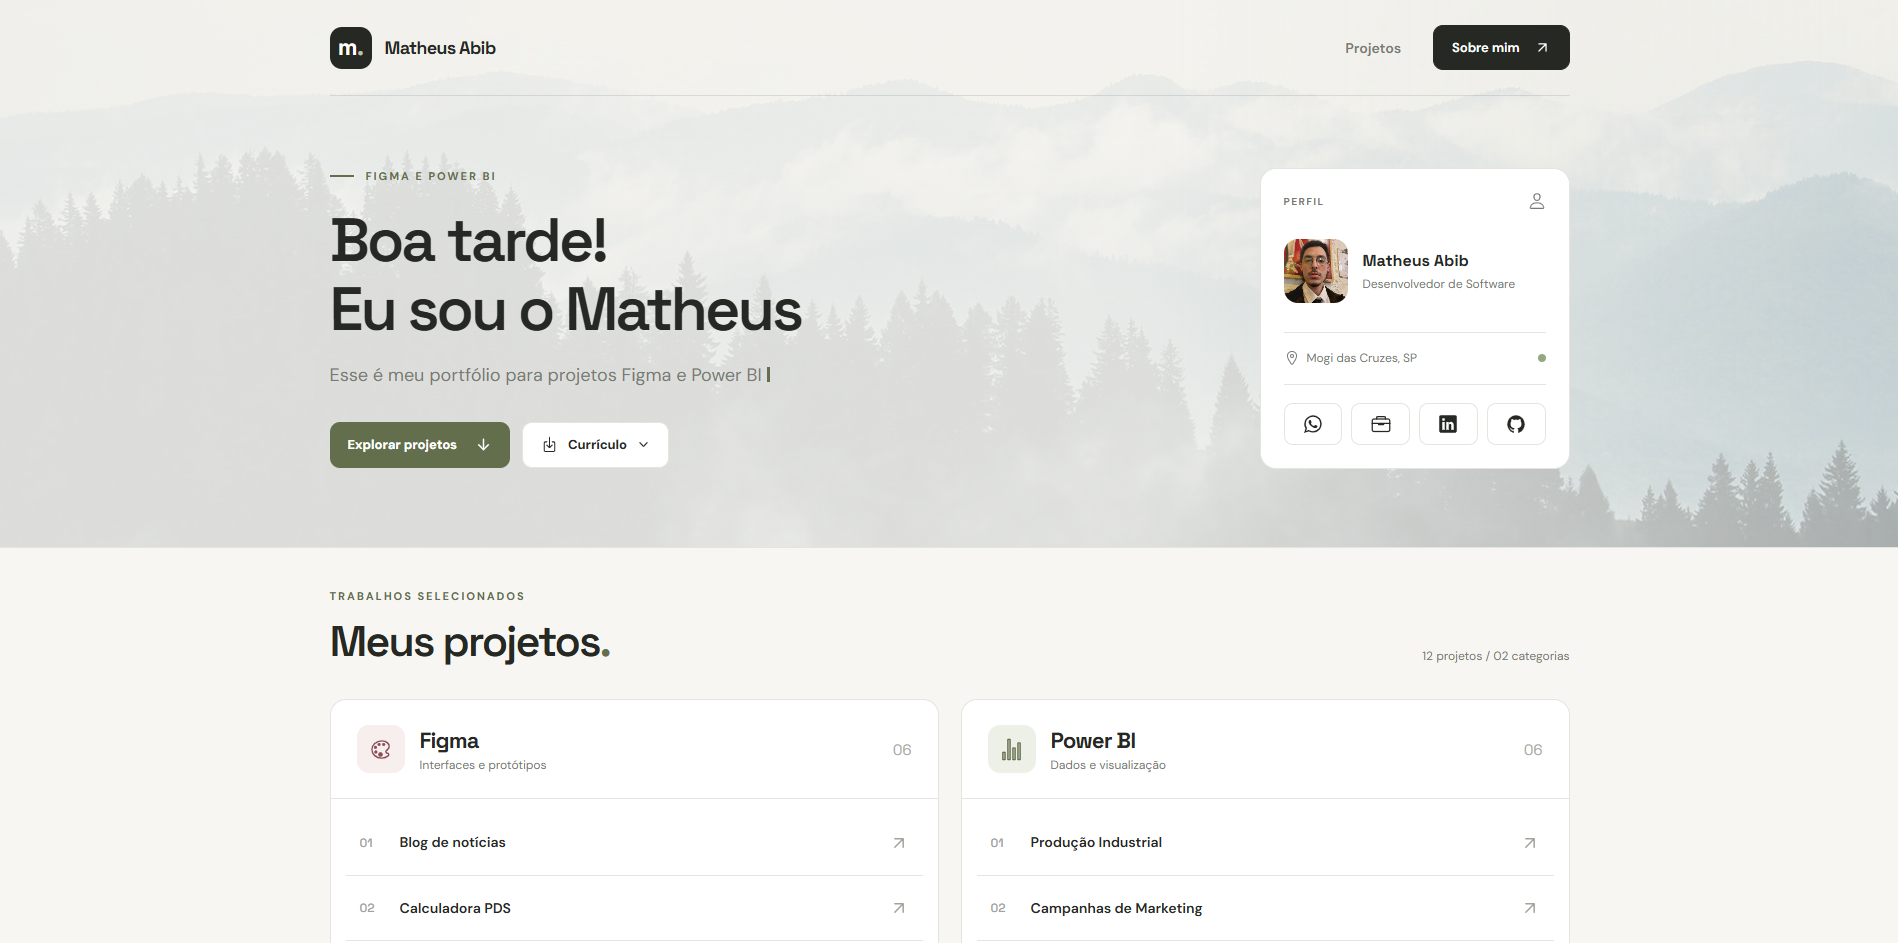 m. Matheus Abib
Projetos
Sobre mim
FIGMA E POWER BI
Boa tarde!
Eu sou o Matheus
Esse é meu portfólio para projetos Figma e Power BI
Explorar projetos
Currículo
PERFIL
Matheus Abib
Desenvolvedor de Software
Mogi das Cruzes, SP
in
TRABALHOS SELECIONADOS
Meus projetos.
12 projetos / 02 categorias
Figma
Interfaces e protótipos
06
01 Blog de notícias
02 Calculadora PDS
Power BI
Dados e visualização
06
01 Produção Industrial
02 Campanhas de Marketing